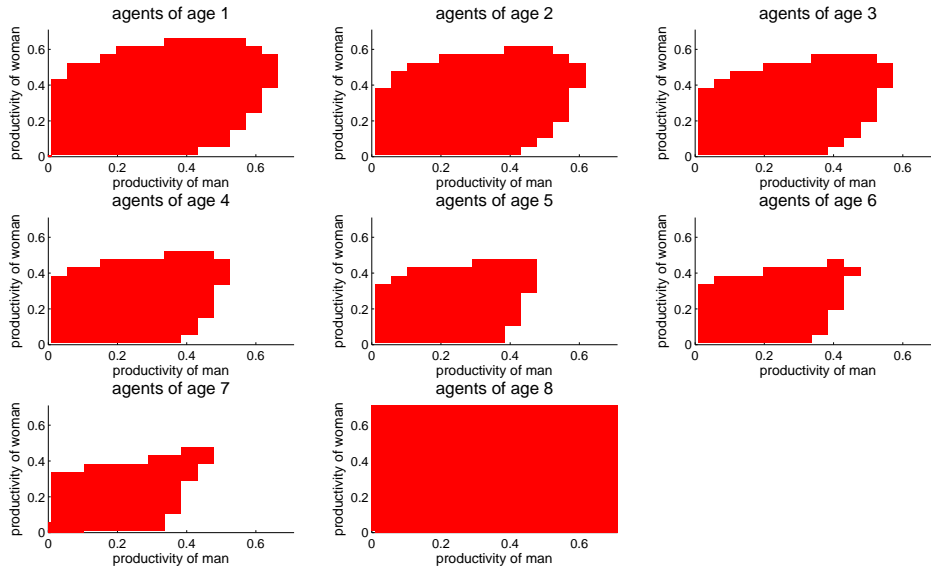 agents of age 1
agents of age 2
agents of age 3
productivity of woman
0.6
0.4
0.2
0
0 0.2 0.4 0.6
productivity of man
productivity of woman
0.6
0.4
0.2
0
0 0.2 0.4 0.6
productivity of man
productivity of woman
0.6
0.4
0.2
0
0 0.2 0.4 0.6
productivity of man
agents of age 4
agents of age 5
agents of age 6
productivity of woman
0.6
0.4
0.2
0
0 0.2 0.4 0.6
productivity of man
productivity of woman
0.6
0.4
0.2
0
0 0.2 0.4 0.6
productivity of man
productivity of woman
0.6
0.4
0.2
0
0 0.2 0.4 0.6
productivity of man
agents of age 7
agents of age 8
productivity of woman
0.6
0.4
0.2
0
0 0.2 0.4 0.6
productivity of man
productivity of woman
0.6
0.4
0.2
0
0 0.2 0.4 0.6
productivity of man